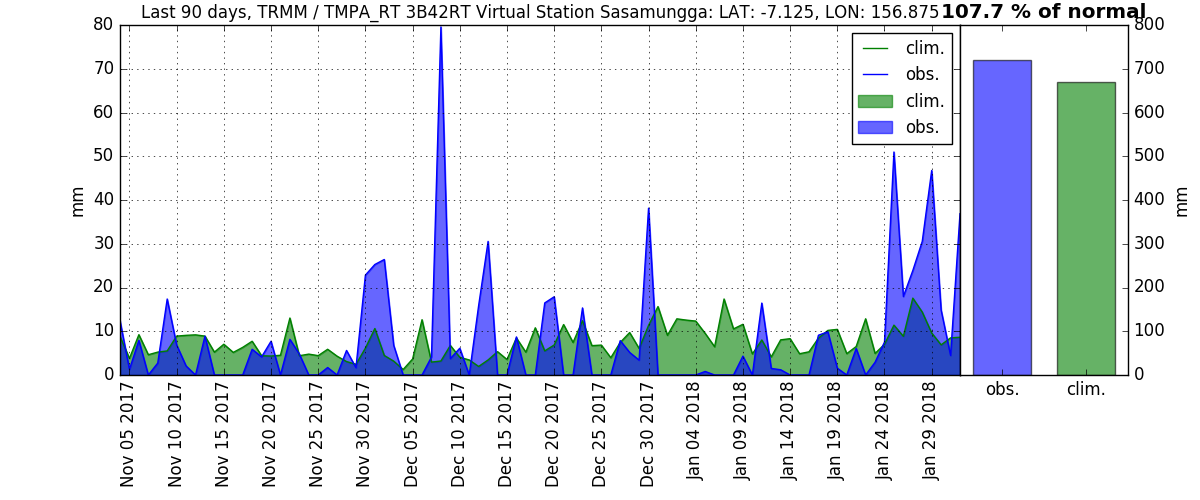 Last 90 days, TRMM / TMPA_RT 3B42RT Virtual Station Sasamungga: LAT: -7.125, LON: 156.875 107.7 % of normal
80
70
60
50
40
30
20
10
0
mm
clim.
obs.
clim.
obs.
Nov 05 2017
Nov 10 2017
Nov 15 2017
Nov 20 2017
Nov 25 2017
Nov 30 2017
Dec 05 2017
Dec 10 2017
Dec 15 2017
Dec 20 2017
Dec 25 2017
Dec 30 2017
Jan 04 2018
Jan 09 2018
Jan 14 2018
Jan 19 2018
Jan 24 2018
Jan 29 2018
obs.
clim.
800
700
600
500
400
300
200
100
0
mm